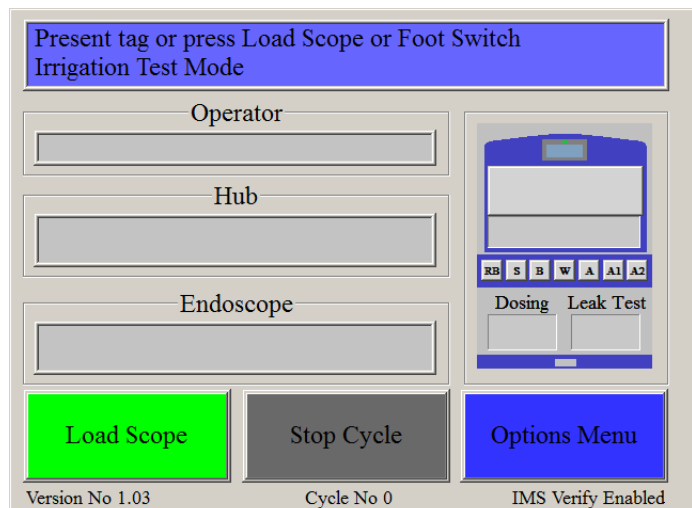 Present tag or press Load Scope or Foot Switch
Irrigation Test Mode
Operator
Hub
Endoscope
RB S B W A A1 A2
Dosing Leak Test
Load Scope Stop Cycle Options Menu
Version No 1.03 Cycle No 0 IMS Verify Enabled